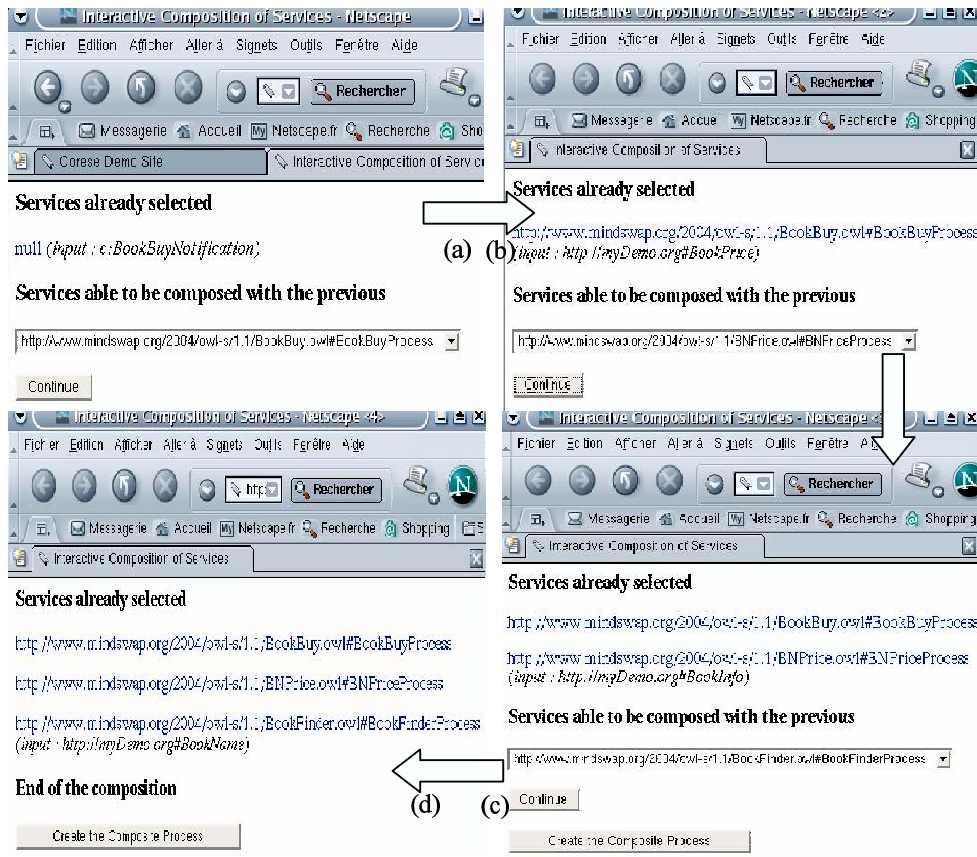 Interactive Composition of Services - Netscape
Fichier Edition Afficher Aller à Signets Outils Fenêtre Aide
Rechercher
Messagerie Accueil My Netscape.fr Recherche Sho
Corese Demo Site Interactive Composition of Servic
Services already selected
null (input : c:BookBuyNotification)
Services able to be composed with the previous
http://www.mindswap.org/2004/owl-s/1.1/BookBuy.owl#BookBuyProcess
Continue
(a)
Interactive Composition of Services - Netscape <2>
Fichier Edition Afficher Aller à Signets Outils Fenêtre Aide
Rechercher
Messagerie Accueil My Netscape.fr Recherche Shopping
Interactive Composition of Services
Services already selected
http://www.mindswap.org/2004/owl-s/1.1/BookBuy.owl#BookBuyProcess
(input : http://myDemo.org#BookPrice)
Services able to be composed with the previous
http://www.mindswap.org/2004/owl-s/1.1/BNPrice.owl#BNPriceProcess
Continue
(b)
Interactive Composition of Services - Netscape
Fichier Edition Afficher Aller à Signets Outils Fenêtre
Rechercher
Messagerie Accueil My Netscape.fr Recherche Shopping
Interactive Composition of Services
Services already selected
http://www.mindswap.org/2004/owl-s/1.1/BookBuy.owl#BookBuyProcess
http://www.mindswap.org/2004/owl-s/1.1/BNPrice.owl#BNPriceProcess
(input : http://myDemo.org#BookInfo)
Services able to be composed with the previous
http://www.mindswap.org/2004/owl-s/1.1/BookFinder.owl#BookFinderProcess
Continue
(c)
Create the Composite Process
Interactive Composition of Services - Netscape <4>
Fichier Edition Afficher Aller à Signets Outils Fenêtre Aide
http: Rechercher N
Messagerie Accueil My Netscape.fr Recherche Shopping
Interactive Composition of Services
Services already selected
http://www.mindswap.org/2004/owl-s/1.1/BookBuy.owl#BookBuyProcess
http://www.mindswap.org/2004/owl-s/1.1/BNPrice.owl#BNPriceProcess
http://www.mindswap.org/2004/owl-s/1.1/BookFinder.owl#BookFinderProcess
(input : http://myDemo.org#BookName)
End of the composition
(d)
Create the Composite Process